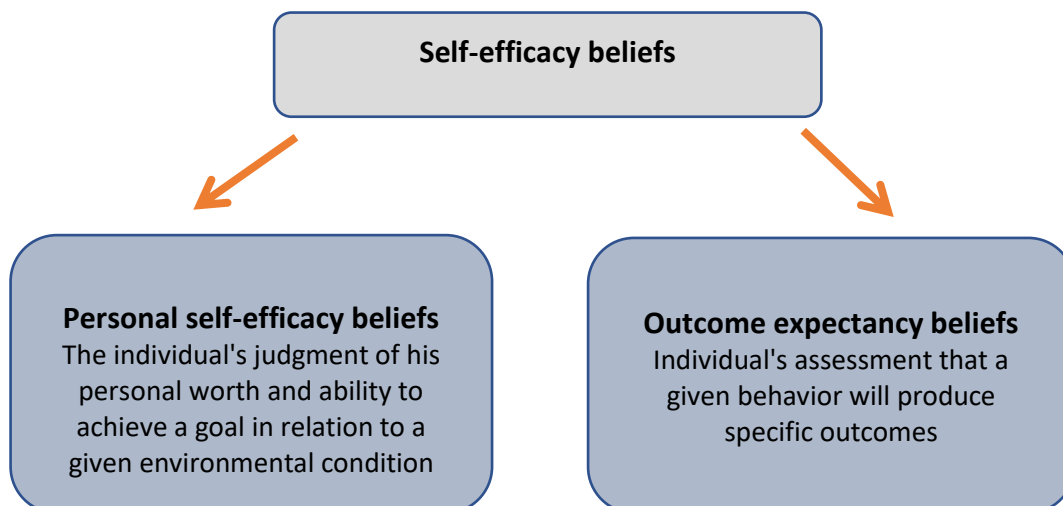 Self-efficacy beliefs
Personal self-efficacy beliefs
The individual's judgment of his
personal worth and ability to
achieve a goal in relation to a
given environmental condition
Outcome expectancy beliefs
Individual's assessment that a
given behavior will produce
specific outcomes